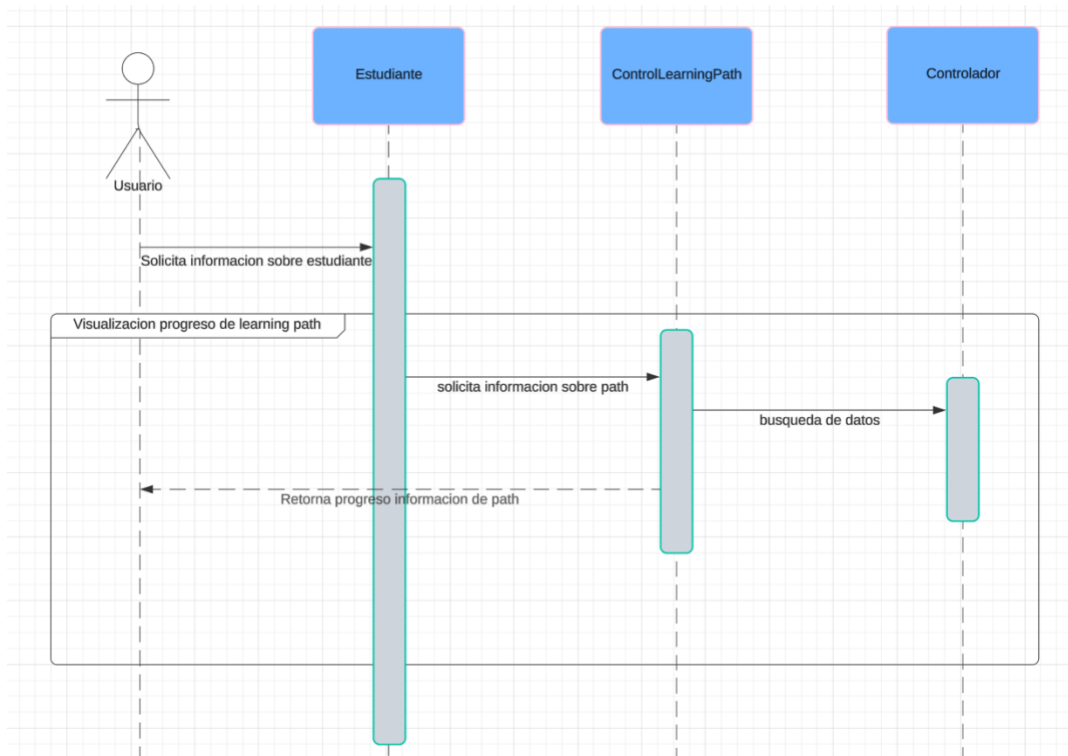 Estudiante
ControlLearningPath
Controlador
Usuario
Solicita informacion sobre estudiante
Visualizacion progreso de learning path
solicita informacion sobre path
busqueda de datos
Retorna progreso informacion de path